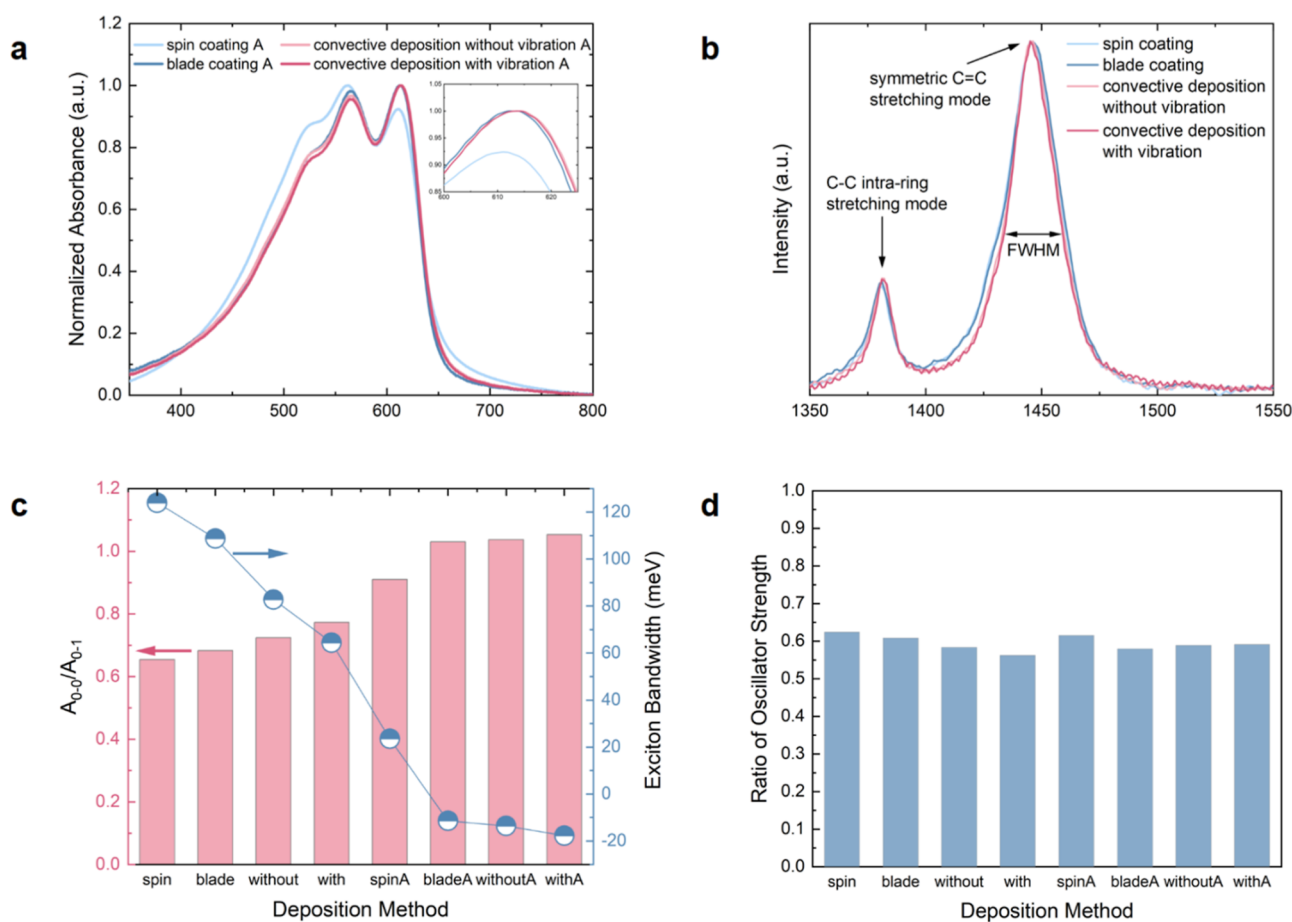 a
1.2
1.0
0.8
0.6
0.4
0.2
0.0
Normalized Absorbance (a.u.)
spin coating A
blade coating A
convective deposition without vibration A
convective deposition with vibration A
1.00
0.95
0.90
0.85
600
610
620
400
500
600
700
800
b
Intensity (a.u.)
symmetric C=C
stretching mode
C-C intra-ring
stretching mode
FWHM
spin coating
blade coating
convective deposition
without vibration
convective deposition
with vibration
1350
1400
1450
1500
1550
c
1.2
1.0
0.8
0.6
0.4
0.2
0.0
A0-0/A0-1
120
100
80
60
40
20
0
-20
Exciton Bandwidth (meV)
spin
blade
without
with
spinA
bladeA
withoutA
withA
Deposition Method
d
1.0
0.9
0.8
0.7
0.6
0.5
0.4
0.3
0.2
0.1
0.0
Ratio of Oscillator Strength
spin
blade
without
with
spinA
bladeA
withoutA
withA
Deposition Method